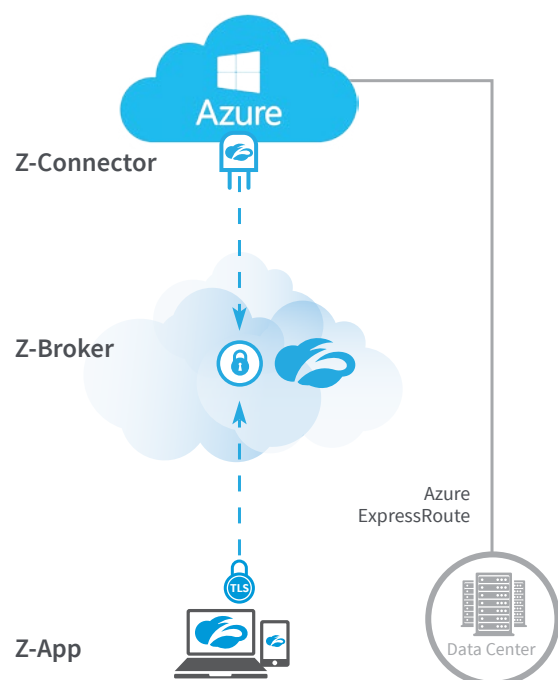 Azure
Z-Connector
Z-Broker
Azure
ExpressRoute
TLS
Z-App
Data Center